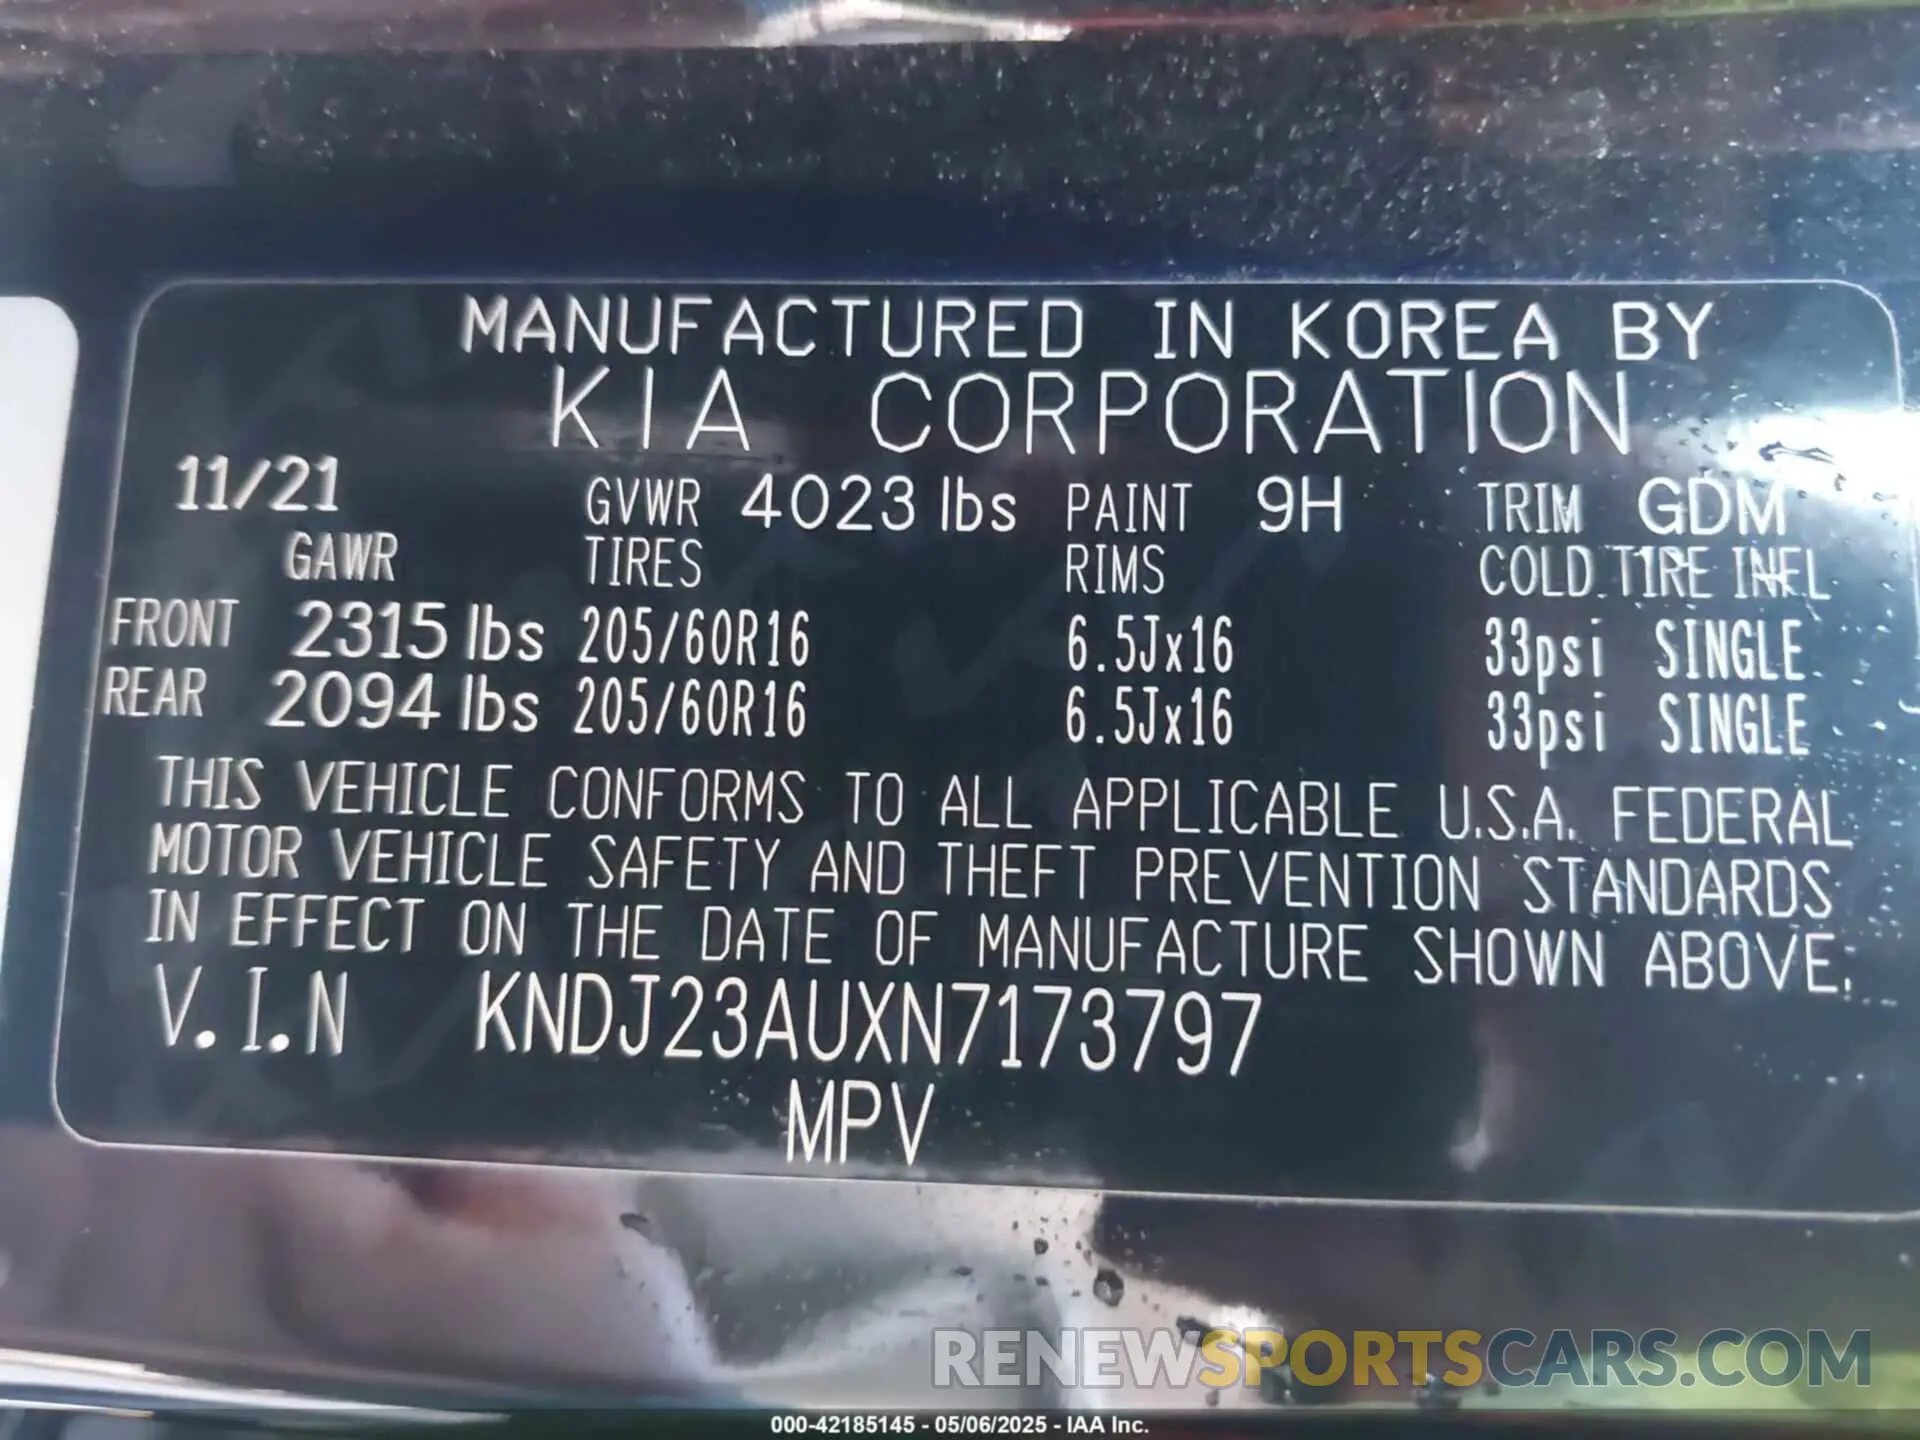 MANUFACTURED IN KOREA BY
KIA CORPORATION
11/21 GVWR 4023 lbs PAINT 9H TRIM GDM
GAWR TIRES RIMS COLD TIRE INFL
FRONT 2315 lbs 205/60R16 6.5Jx16 33psi SINGLE
REAR 2094 lbs 205/60R16 6.5Jx16 33psi SINGLE
THIS VEHICLE CONFORMS TO ALL APPLICABLE U.S.A. FEDERAL
MOTOR VEHICLE SAFETY AND THEFT PREVENTION STANDARDS
IN EFFECT ON THE DATE OF MANUFACTURE SHOWN ABOVE.
V.I.N KNDJ23AUXN7173797
MPV
RENEWSPORTSCARS.COM
000-42185145 - 05/06/2025 - IAA Inc.